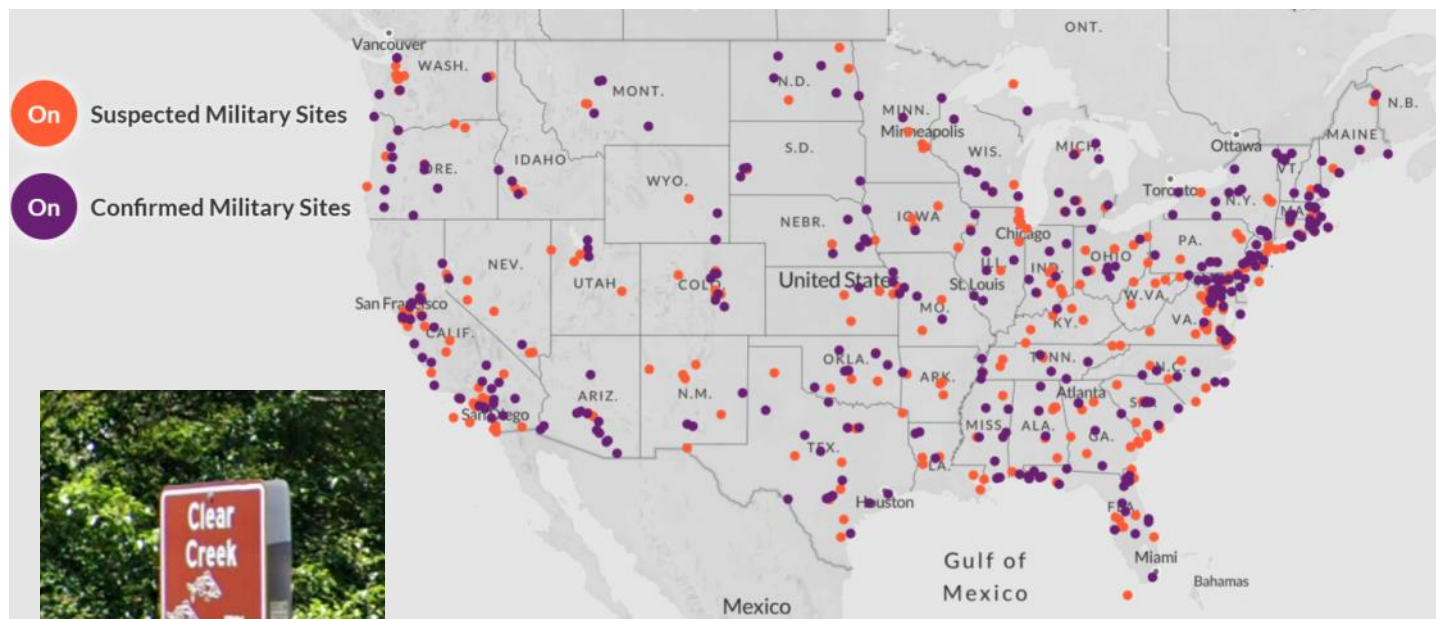 On Suspected Military Sites
On Confirmed Military Sites
Vancouver
WASH.
MONT.
N.D.
ONT.
MINN.
Minneapolis
N.B.
MAINE
Ottawa
IDAHO
S.D.
WIS.
MICH.
VT.
ORE.
WYO.
Toronto
N.Y.
MA
IOWA
NEBR.
Chicago
PA.
NEV.
UTAH
COLO.
United States
ILL.
IND.
OHIO
St. Louis
W.VA.
San Francisco
CALIF.
MO.
KY.
VA.
OKLA.
TENN.
N.C.
ARIZ.
N.M.
ARK.
Atlanta
San Diego
MISS.
ALA.
GA.
TEX.
LA.
Houston
FLA.
Gulf of
Mexico
Miami
Bahamas
Mexico
Clear
Creek